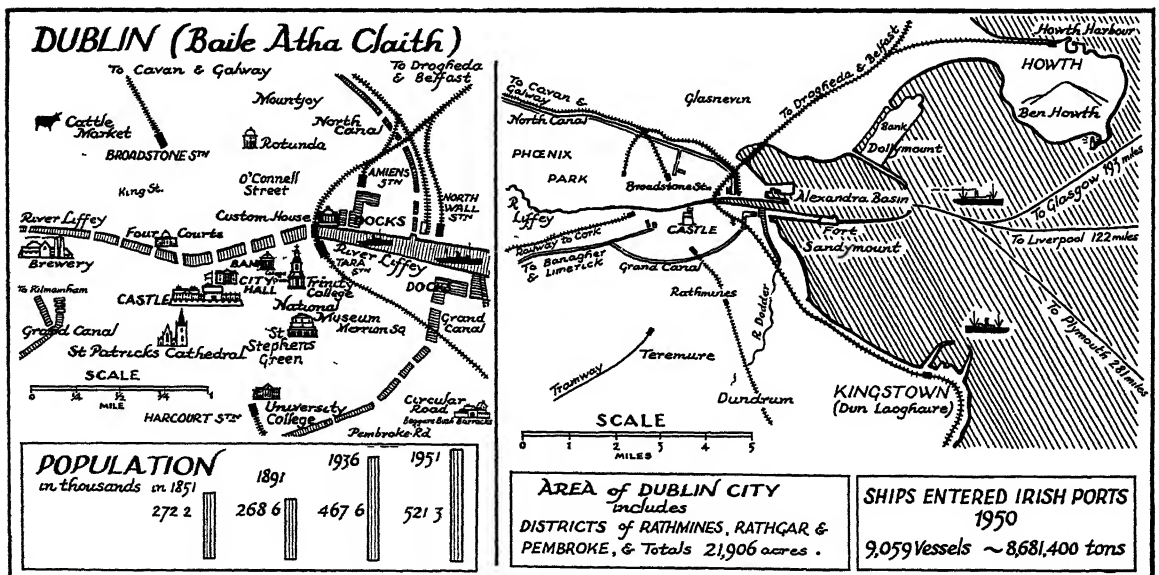 DUBLIN (Baile Atha Claith)
To Cavan & Galway
To Drogheda
& Belfast
Cattle
Market
BROADSTONE STN
Mountjoy
North
Canal
Rotunda
King St.
O'Connell
Street
AMIENS
STN
NORTH
WALL
STN
Custom House
DOCKS
River Liffey
Four Courts
Brewery
BANK
CITY
HALL
TARA
STN
River Liffey
Trinity
College
DOCKS
To Kilmainham
CASTLE
National
Museum
Merrion Sq
Grand
Canal
Grand Canal
St Patricks Cathedral
St
Stephens
Green
SCALE
0 ¼ ½ ¾ 1
MILE
HARCOURT STN
University
College
Circular
Road
Beggars Bush Barracks
Pembroke Rd
POPULATION
in thousands in 1851
272 2
1891
268 6
1936
467 6
1951
521 3
Howth Harbour
HOWTH
Ben Howth
To Drogheda & Belfast
To Cavan &
Galway
North Canal
Glasnevin
Bank
Dollymount
PHŒNIX
PARK
Broadstone St.
Alexandra Basin
To Glasgow 193 miles
R.
Liffey
CASTLE
Fort
Sandymount
To Liverpool 122 miles
Railway to Cork
To Banagher
& Limerick
Grand Canal
Rathmines
R Dodder
To Plymouth 281 miles
Teremure
Tramway
Dundrum
KINGSTOWN
(Dun Laoghaire)
SCALE
0 1 2 3 4 5
MILES
AREA of DUBLIN CITY
includes
DISTRICTS of RATHMINES, RATHGAR &
PEMBROKE, & Totals 21,906 acres .
SHIPS ENTERED IRISH PORTS
1950
9,059 Vessels ~ 8,681,400 tons